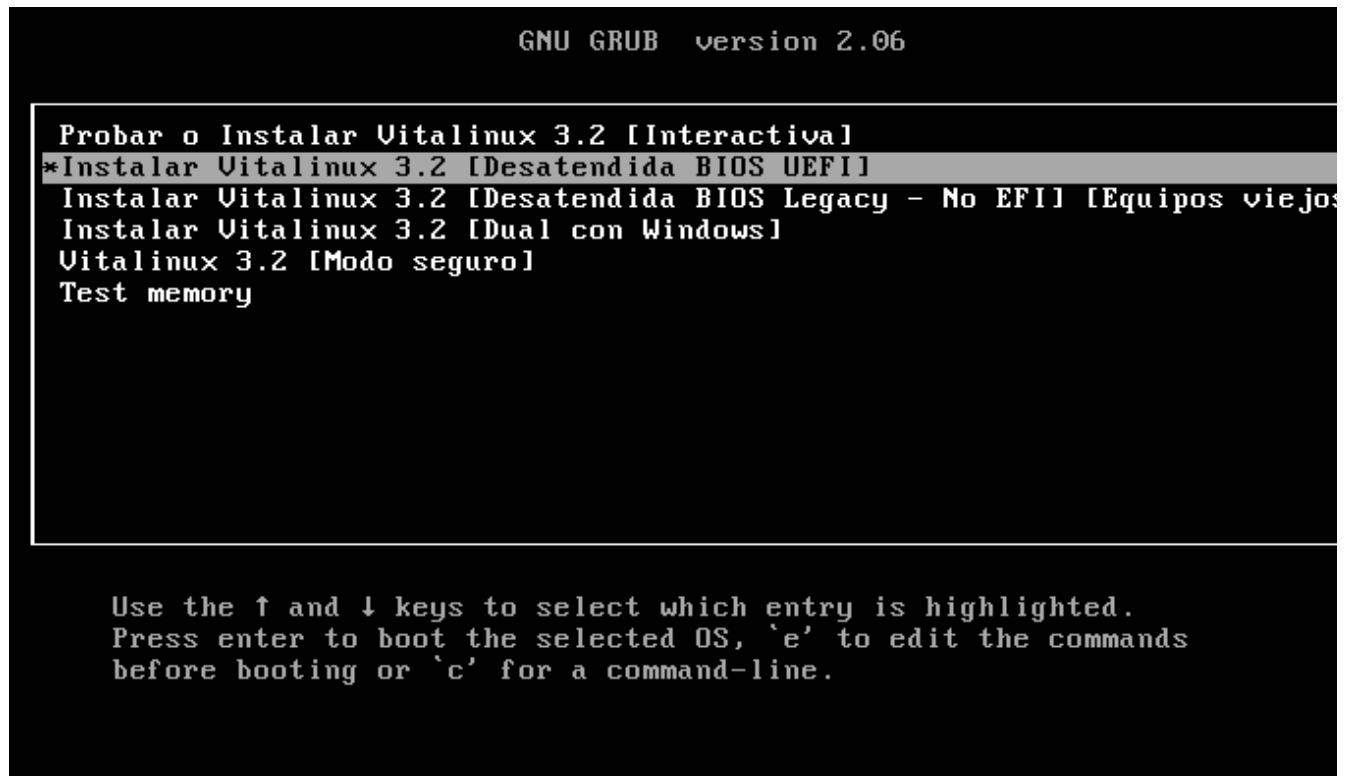 GNU GRUB  version 2.06
Probar o Instalar Vitalinux 3.2 [Interactiva]
*Instalar Vitalinux 3.2 [Desatendida BIOS UEFI]
Instalar Vitalinux 3.2 [Desatendida BIOS Legacy - No EFI] [Equipos viejos
Instalar Vitalinux 3.2 [Dual con Windows]
Vitalinux 3.2 [Modo seguro]
Test memory
Use the ↑ and ↓ keys to select which entry is highlighted.
Press enter to boot the selected OS, `e' to edit the commands
before booting or `c' for a command-line.